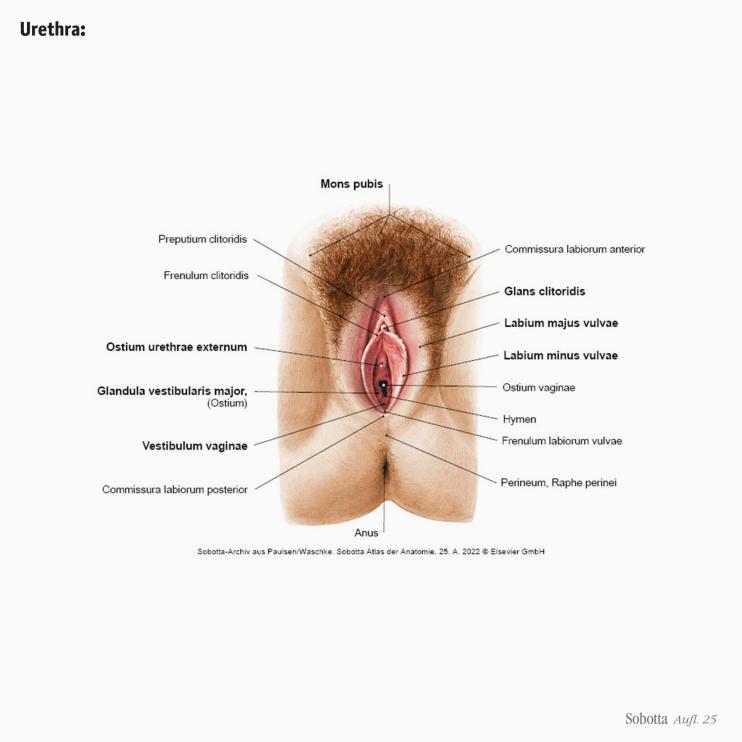 Urethra:
Mons pubis
Preputium clitoridis
Commissura labiorum anterior
Frenulum clitoridis
Glans clitoridis
Labium majus vulvae
Ostium urethrae externum
Labium minus vulvae
Ostium vaginae
Glandula vestibularis major,
(Ostium)
Hymen
Vestibulum vaginae
Frenulum labiorum vulvae
Commissura labiorum posterior
Perineum, Raphe perinei
Anus
Sobotta-Archiv aus Paulsen/Waschke. Sobotta Atlas der Anatomie. 25. A. 2022 © Elsevier GmbH
Sobotta Aufl. 25